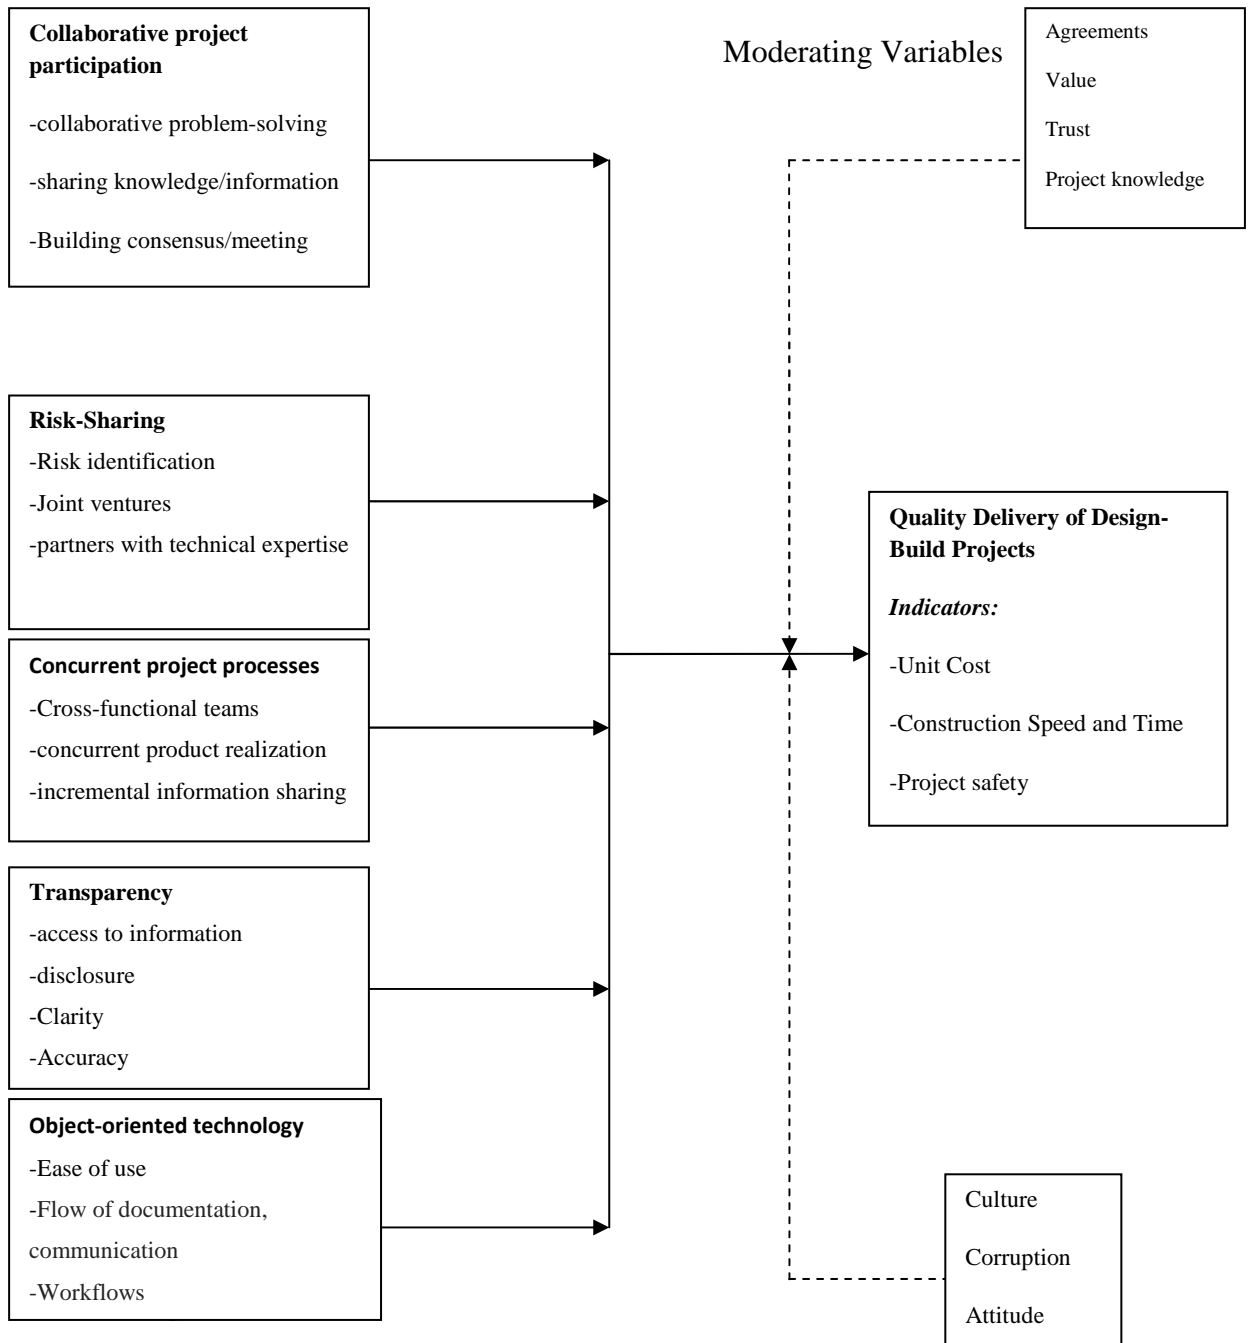 Collaborative project
participation
-collaborative problem-solving
-sharing knowledge/information
-Building consensus/meeting
Moderating Variables
Agreements
Value
Trust
Project knowledge
Risk-Sharing
-Risk identification
-Joint ventures
-partners with technical expertise
Concurrent project processes
-Cross-functional teams
-concurrent product realization
-incremental information sharing
Quality Delivery of Design-
Build Projects
Indicators:
-Unit Cost
-Construction Speed and Time
-Project safety
Transparency
-access to information
-disclosure
-Clarity
-Accuracy
Object-oriented technology
-Ease of use
-Flow of documentation,
communication
-Workflows
Culture
Corruption
Attitude